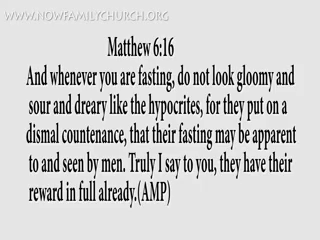 WWW.NOWFAMILYCHURCH.ORG
Matthew 6:16
And whenever you are fasting, do not look gloomy and
sour and dreary like the hypocrites, for they put on a
dismal countenance, that their fasting may be apparent
to and seen by men. Truly I say to you, they have their
reward in full already.(AMP)